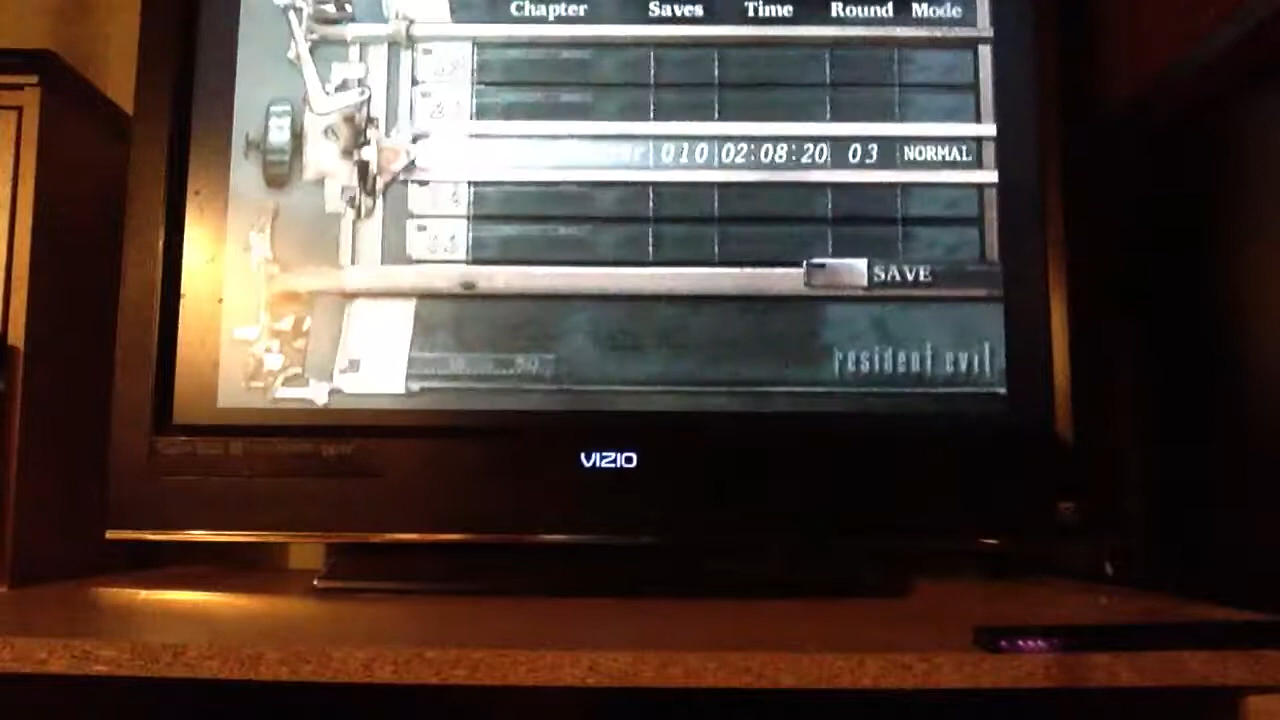 Chapter Saves Time Round Mode
010 02:08:20 03 NORMAL
SAVE
resident evil
VIZIO